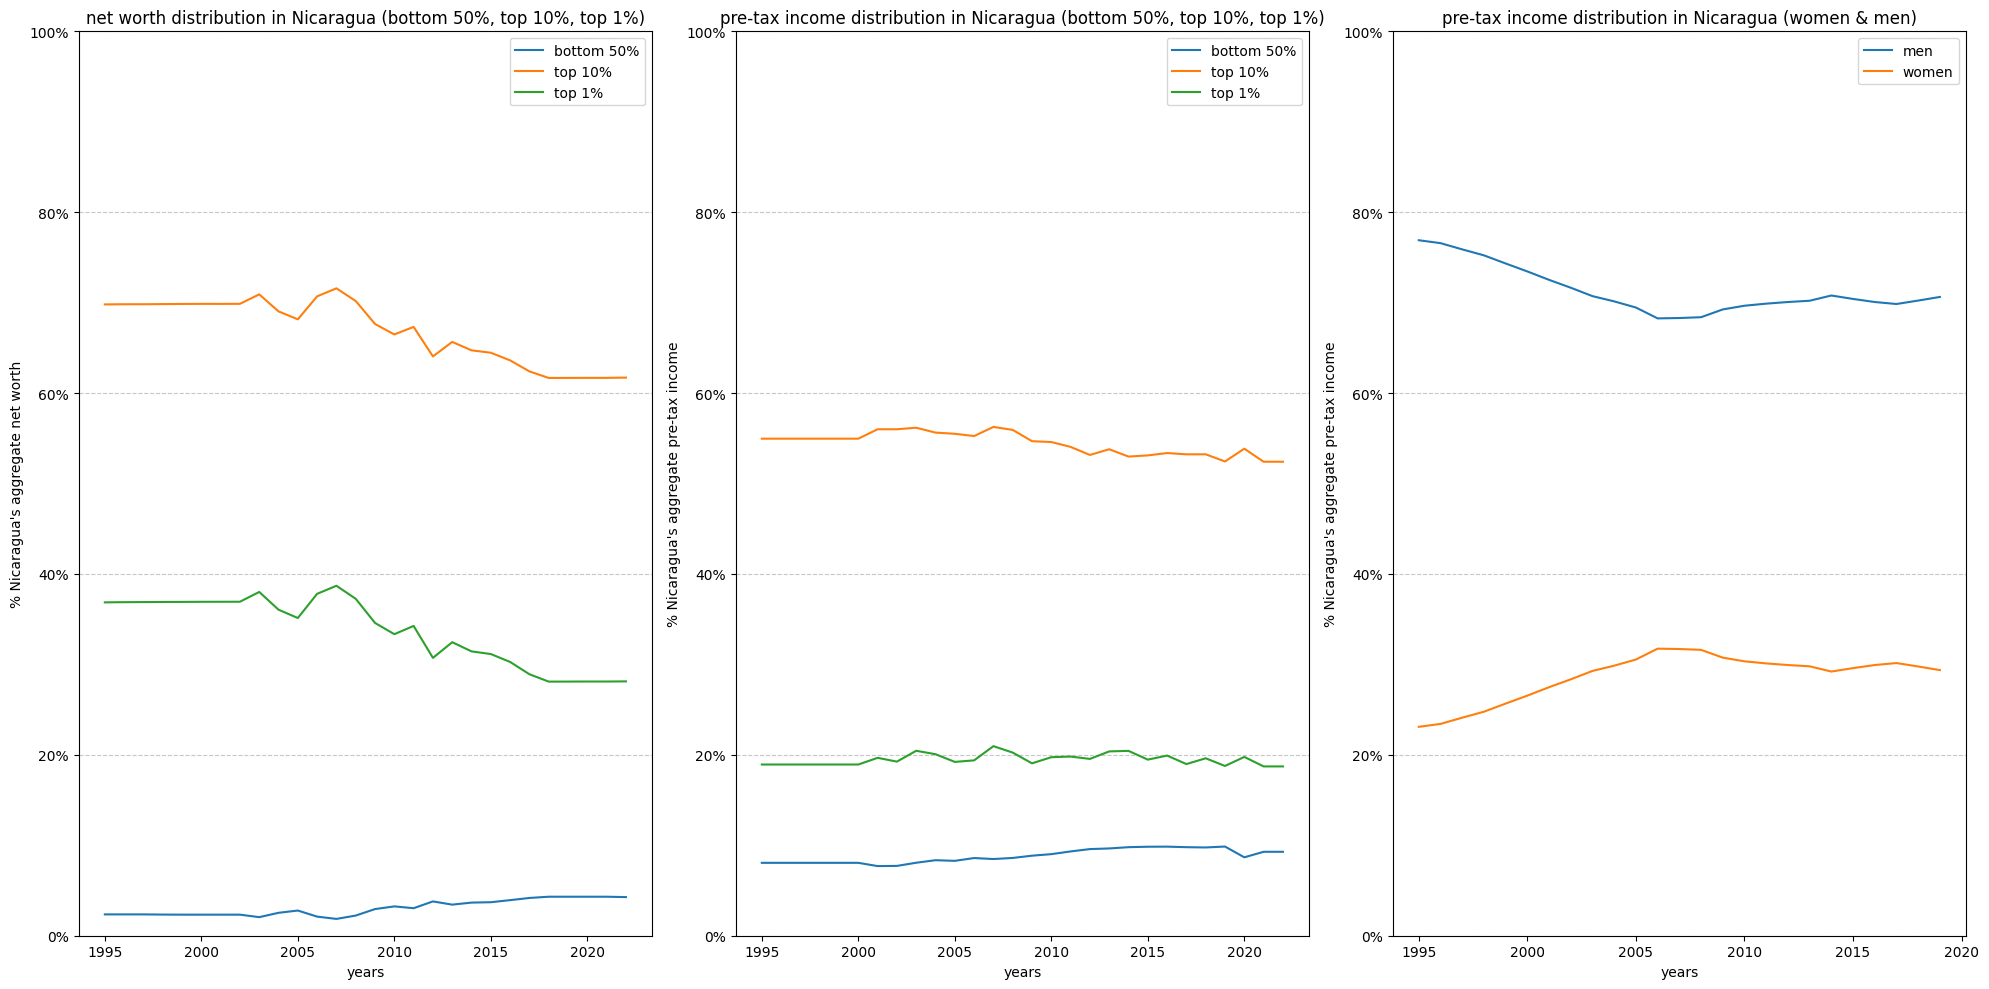 net worth distribution in Nicaragua (bottom 50%, top 10%, top 1%)
100%
80%
60%
40%
20%
0%
% Nicaragua's aggregate net worth
bottom 50%
top 10%
top 1%
1995 2000 2005 2010 2015 2020
years
pre-tax income distribution in Nicaragua (bottom 50%, top 10%, top 1%)
100%
80%
60%
40%
20%
0%
% Nicaragua's aggregate pre-tax income
bottom 50%
top 10%
top 1%
1995 2000 2005 2010 2015 2020
years
pre-tax income distribution in Nicaragua (women & men)
100%
80%
60%
40%
20%
0%
% Nicaragua's aggregate pre-tax income
men
women
1995 2000 2005 2010 2015 2020
years